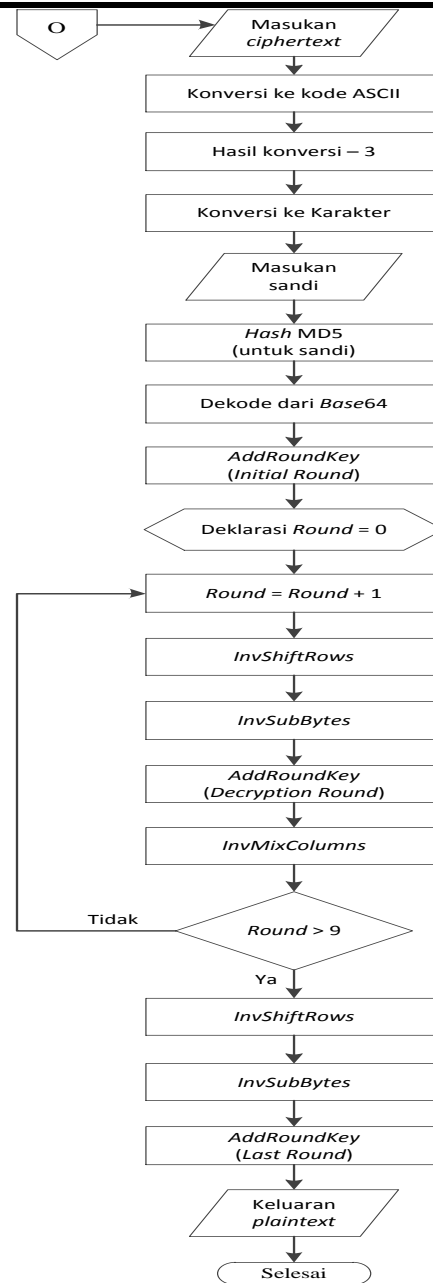 O
Masukan
ciphertext
Konversi ke kode ASCII
Hasil konversi – 3
Konversi ke Karakter
Masukan
sandi
Hash MD5
(untuk sandi)
Dekode dari Base64
AddRoundKey
(Initial Round)
Deklarasi Round = 0
Round = Round + 1
InvShiftRows
InvSubBytes
AddRoundKey
(Decryption Round)
InvMixColumns
Tidak
Round > 9
Ya
InvShiftRows
InvSubBytes
AddRoundKey
(Last Round)
Keluaran
plaintext
Selesai